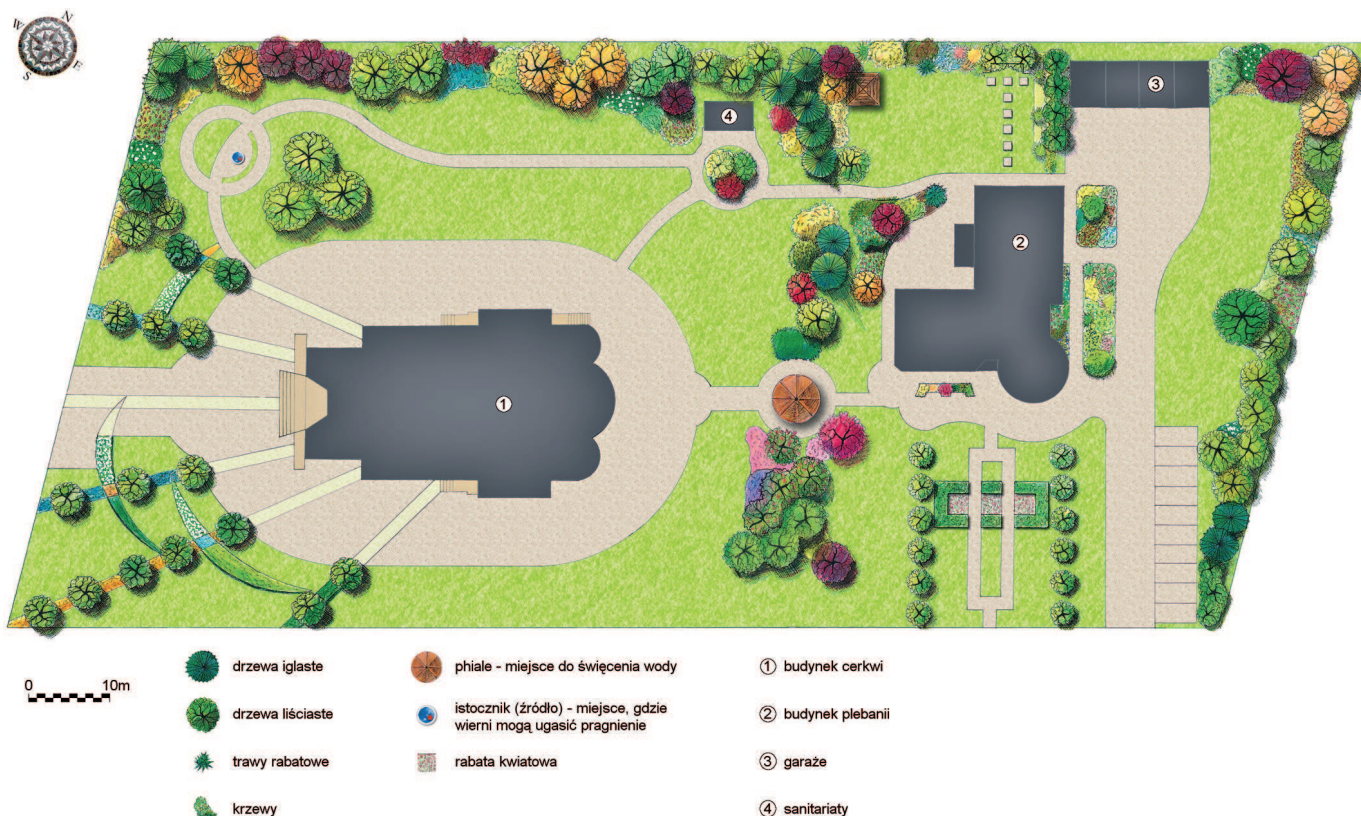 W N
S E
3
4
2
1
0 10m
drzewa iglaste
drzewa liściaste
trawy rabatowe
krzewy
phiale - miejsce do święcenia wody
istocznik (źródło) - miejsce, gdzie
wierni mogą ugasić pragnienie
rabata kwiatowa
1 budynek cerkwi
2 budynek plebanii
3 garaże
4 sanitariaty